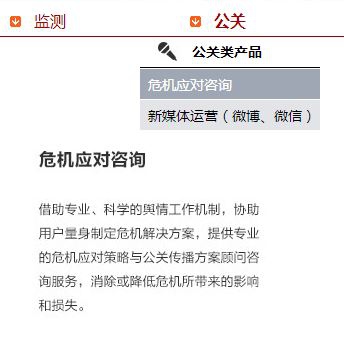 监测
公关
公关类产品
危机应对咨询
新媒体运营（微博、微信）
危机应对咨询
借助专业、科学的舆情工作机制，协助
用户量身制定危机解决方案，提供专业
的危机应对策略与公关传播方案顾问咨
询服务，消除或降低危机所带来的影响
和损失。